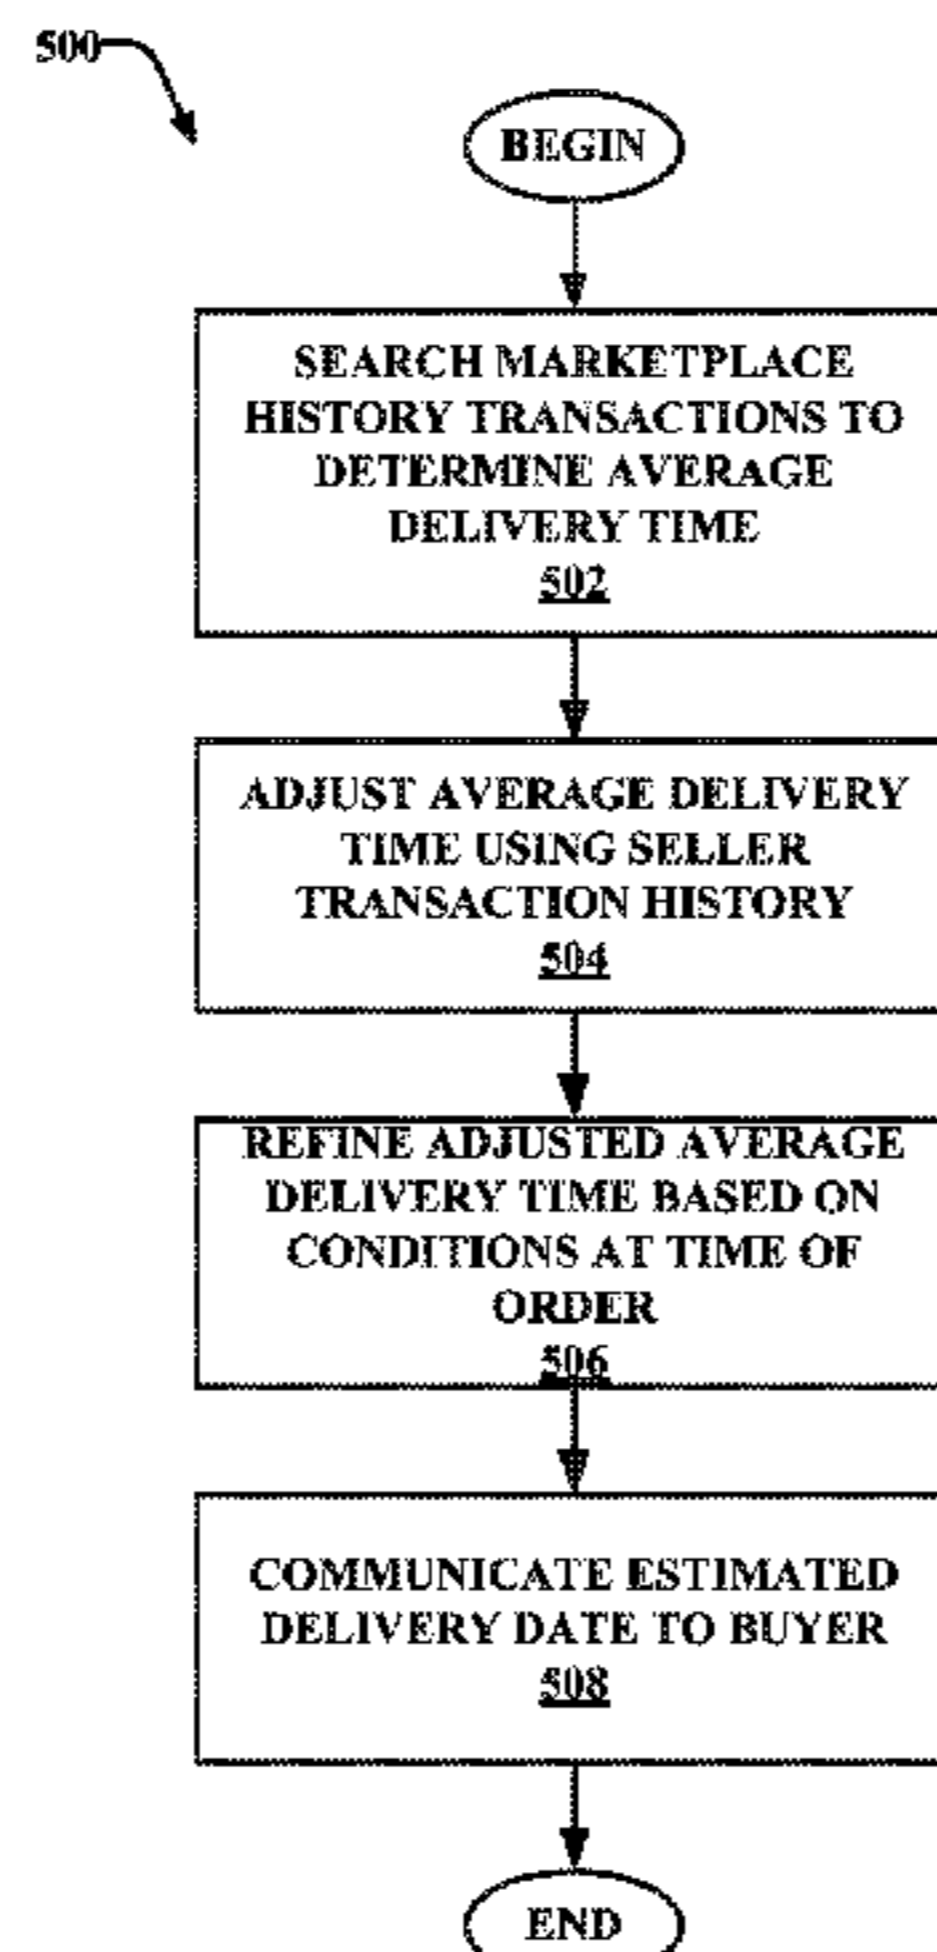 500
BEGIN
SEARCH MARKETPLACE
HISTORY TRANSACTIONS TO
DETERMINE AVERAGE
DELIVERY TIME
502
ADJUST AVERAGE DELIVERY
TIME USING SELLER
TRANSACTION HISTORY
504
REFINE ADJUSTED AVERAGE
DELIVERY TIME BASED ON
CONDITIONS AT TIME OF
ORDER
506
COMMUNICATE ESTIMATED
DELIVERY DATE TO BUYER
508
END